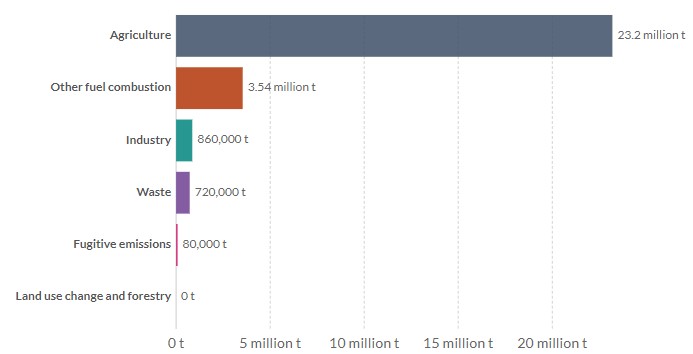 Agriculture 23.2 million t
Other fuel combustion 3.54 million t
Industry 860,000 t
Waste 720,000 t
Fugitive emissions 80,000 t
Land use change and forestry 0 t
0 t 5 million t 10 million t 15 million t 20 million t